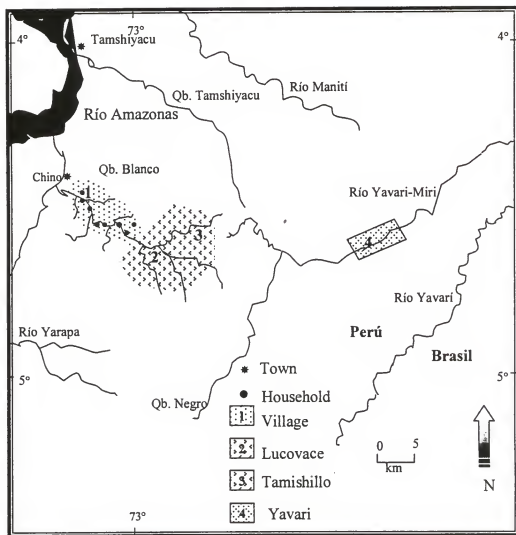 73°
4°
4°
Tamshiyacu
Río Manití
Qb. Tamshiyacu
Río Amazonas
Qb. Blanco
Chino
1
Río Yavari-Miri
3
4
2
Río Yavarí
Río Yarapa
Perú
Brasil
Town
5°
5°
Household
Qb. Negro
1 Village
0 5
km
2 Lucovace
3 Tamishillo
N
4 Yavari
73°